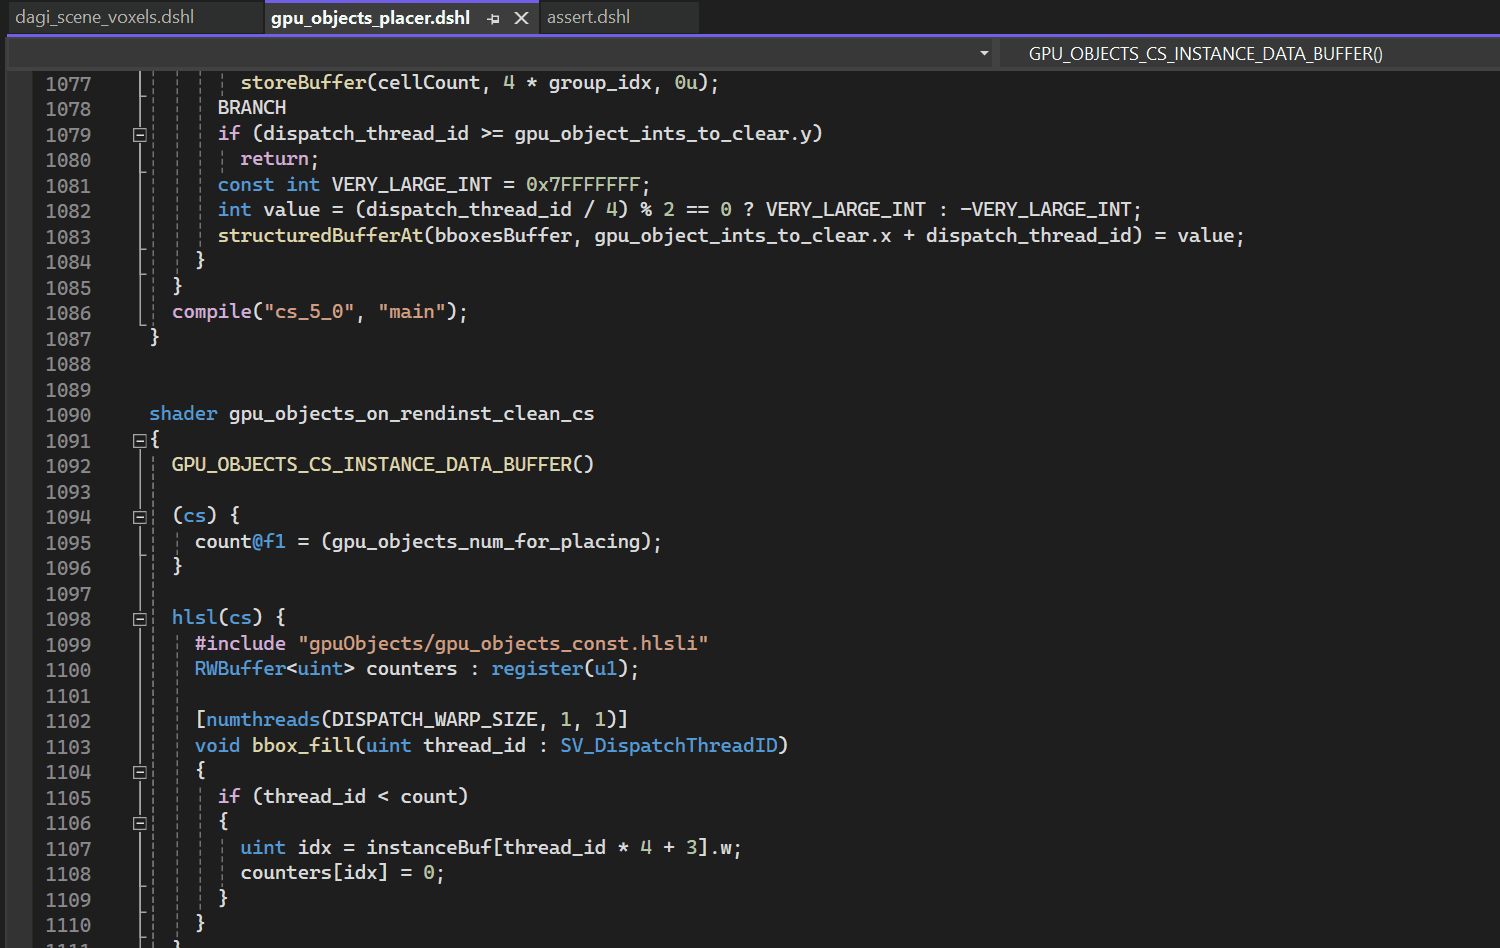 dagi_scene_voxels.dshl gpu_objects_placer.dshl assert.dshl
GPU_OBJECTS_CS_INSTANCE_DATA_BUFFER()
1077 storeBuffer(cellCount, 4 * group_idx, 0u);
1078 BRANCH
1079 if (dispatch_thread_id >= gpu_object_ints_to_clear.y)
1080 return;
1081 const int VERY_LARGE_INT = 0x7FFFFFFF;
1082 int value = (dispatch_thread_id / 4) % 2 == 0 ? VERY_LARGE_INT : -VERY_LARGE_INT;
1083 structuredBufferAt(bboxesBuffer, gpu_object_ints_to_clear.x + dispatch_thread_id) = value;
1084 }
1085 }
1086 compile("cs_5_0", "main");
1087 }
1088
1089
1090 shader gpu_objects_on_rendinst_clean_cs
1091 {
1092 GPU_OBJECTS_CS_INSTANCE_DATA_BUFFER()
1093
1094 (cs) {
1095 count@f1 = (gpu_objects_num_for_placing);
1096 }
1097
1098 hlsl(cs) {
1099 #include "gpuObjects/gpu_objects_const.hlsli"
1100 RWBuffer<uint> counters : register(u1);
1101
1102 [numthreads(DISPATCH_WARP_SIZE, 1, 1)]
1103 void bbox_fill(uint thread_id : SV_DispatchThreadID)
1104 {
1105 if (thread_id < count)
1106 {
1107 uint idx = instanceBuf[thread_id * 4 + 3].w;
1108 counters[idx] = 0;
1109 }
1110 }
1111 }